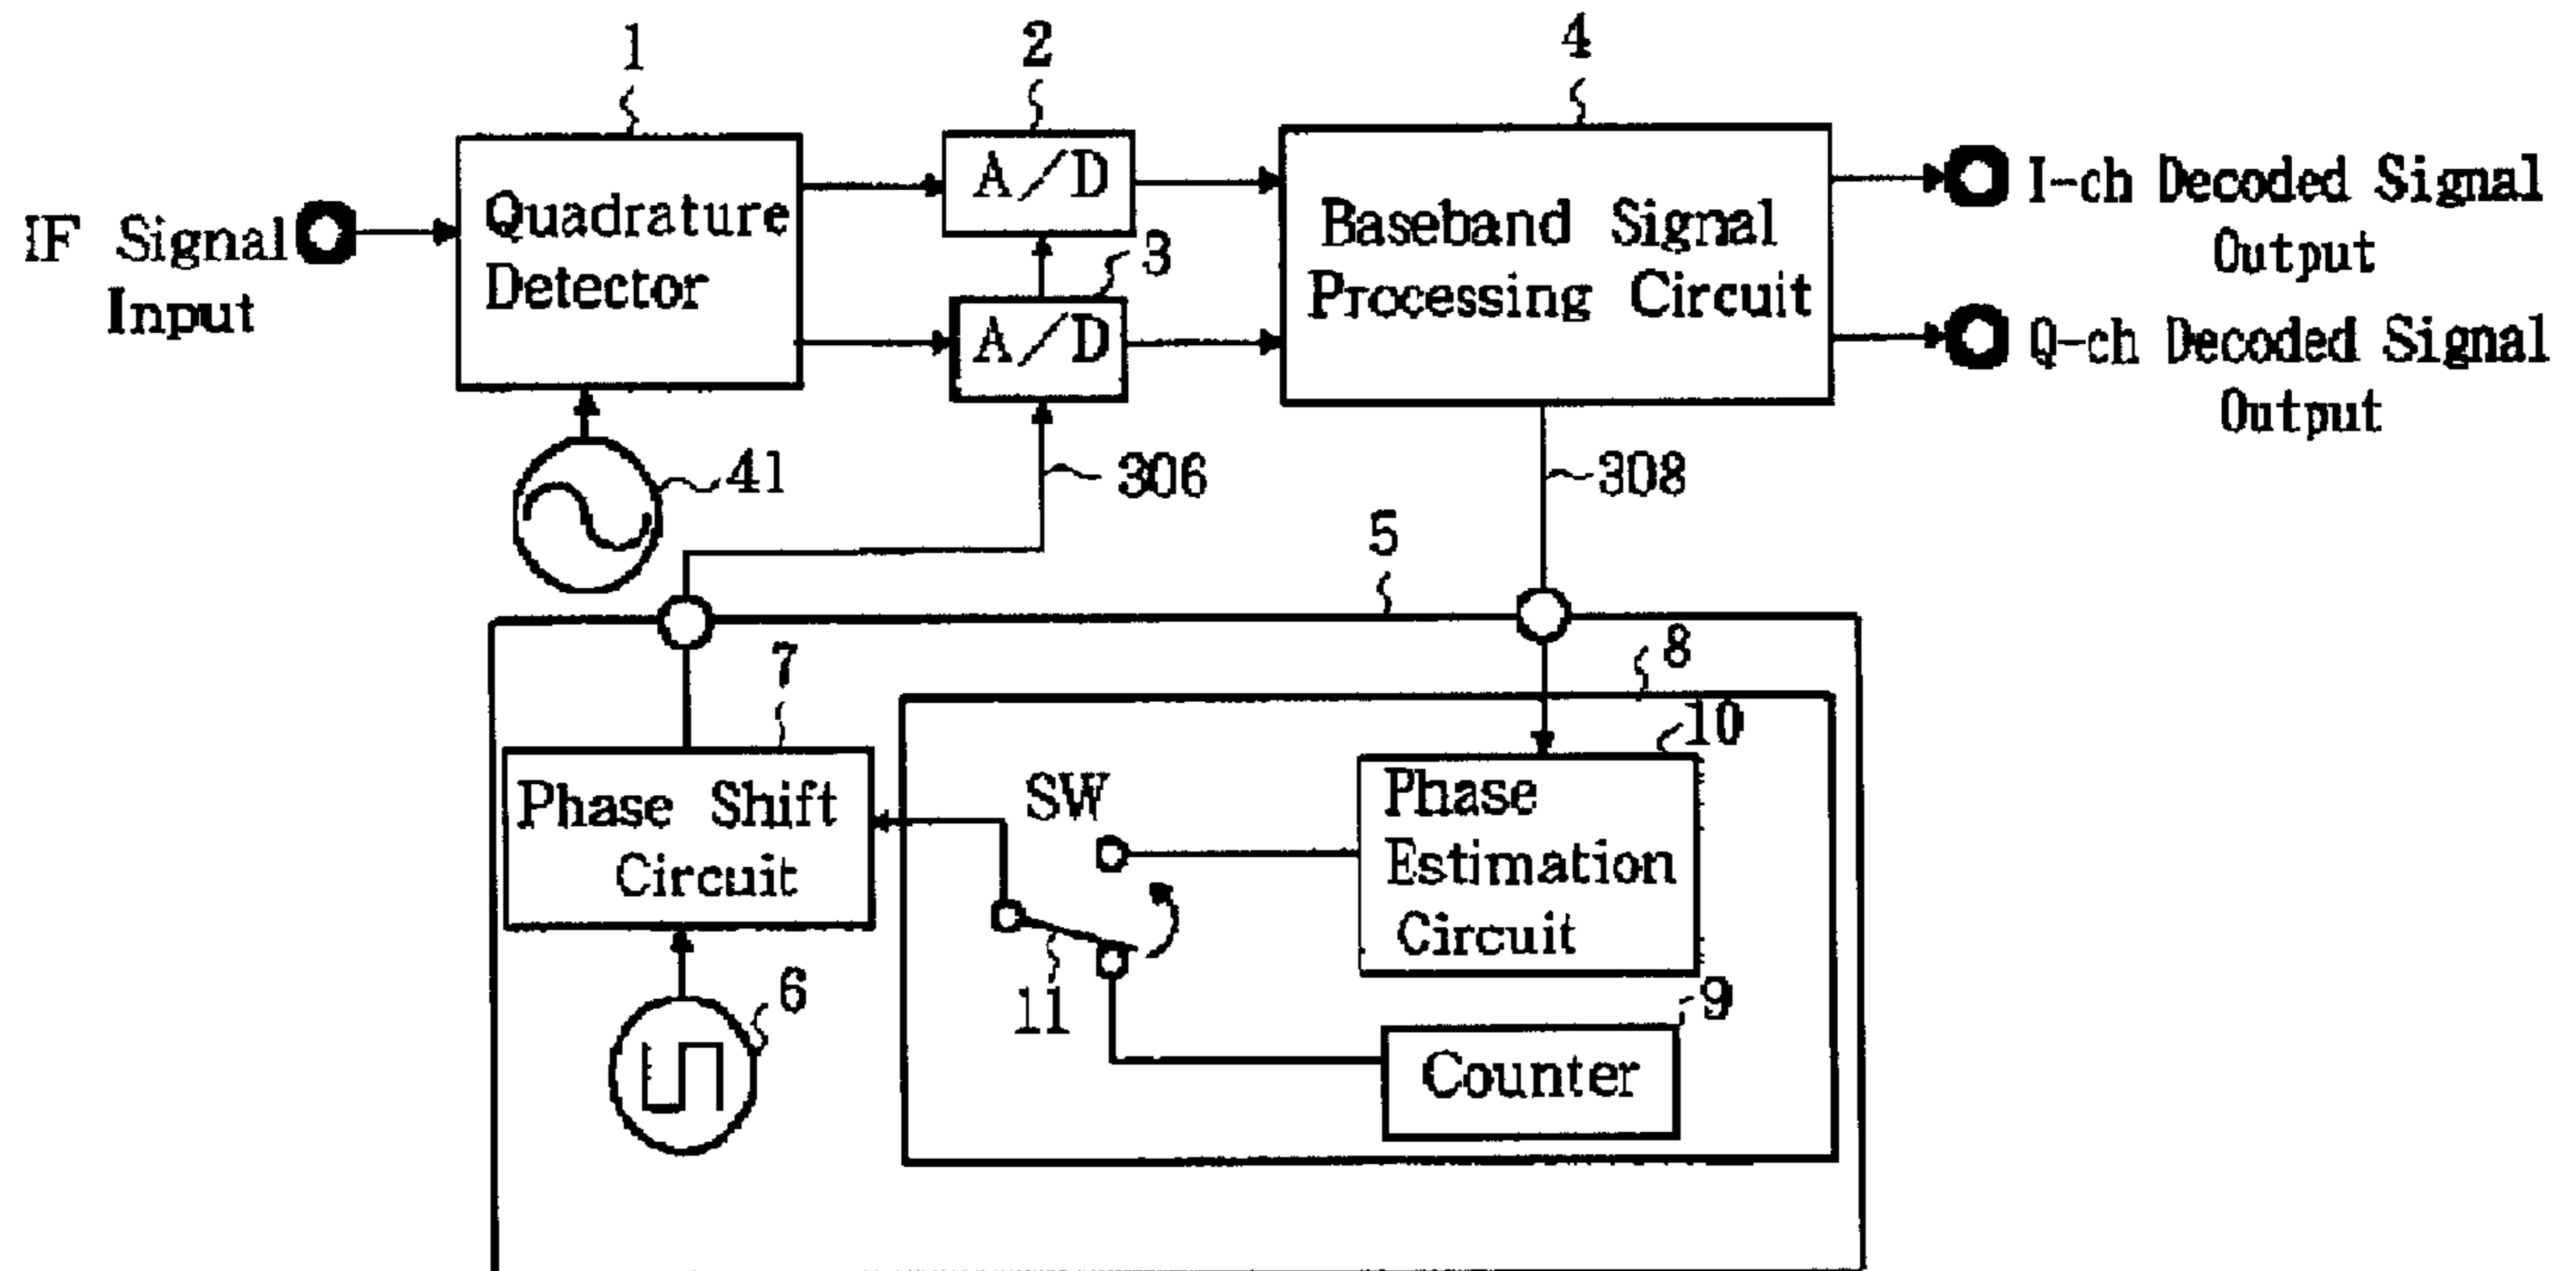 1
2
4
IF Signal
Input
Quadrature
Detector
A/D
3
A/D
Baseband Signal
Processing Circuit
I-ch Decoded Signal
Output
Q-ch Decoded Signal
Output
41
306
308
5
7
8
10
Phase Shift
Circuit
SW
Phase
Estimation
Circuit
11
6
9
Counter